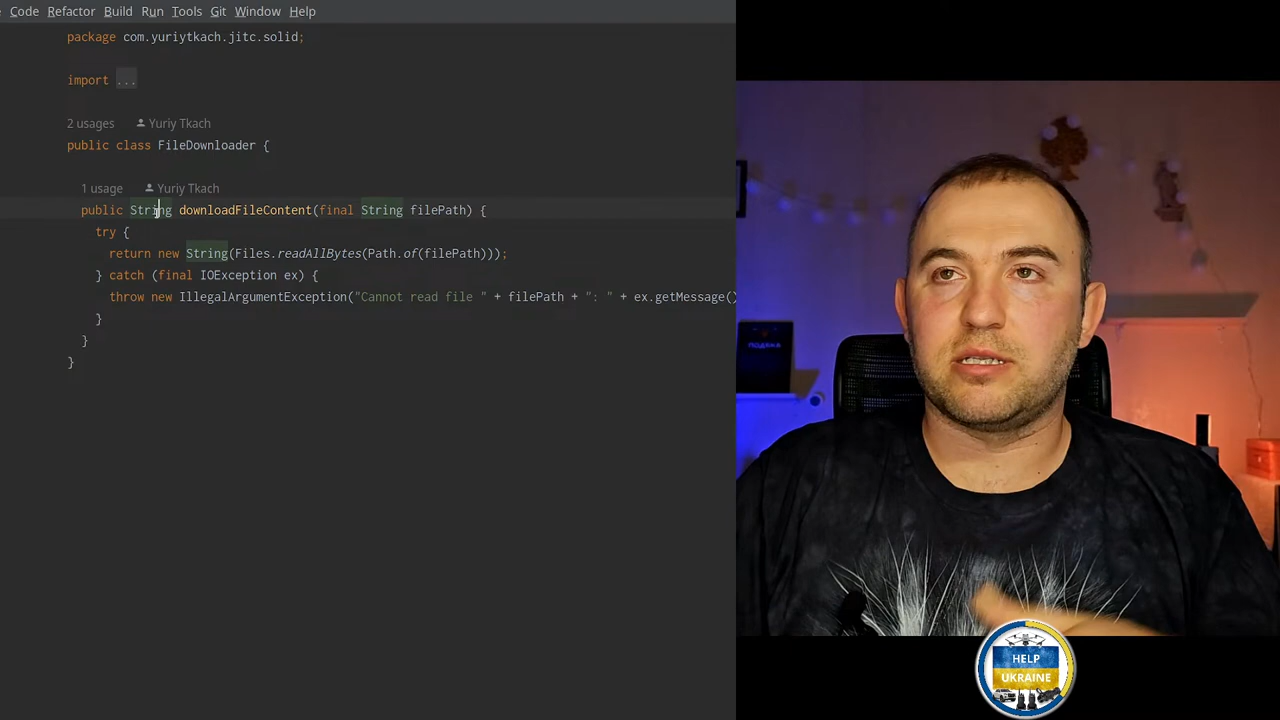 Code Refactor Build Run Tools Git Window Help
package com.yuriytkach.jitc.solid;
import ...
2 usages Yuriy Tkach
public class FileDownloader {
1 usage Yuriy Tkach
public String downloadFileContent(final String filePath) {
try {
return new String(Files.readAllBytes(Path.of(filePath)));
} catch (final IOException ex) {
throw new IllegalArgumentException("Cannot read file " + filePath + ": " + ex.getMessage()
}
}
}
ПОДЯКА
HELP
UKRAINE